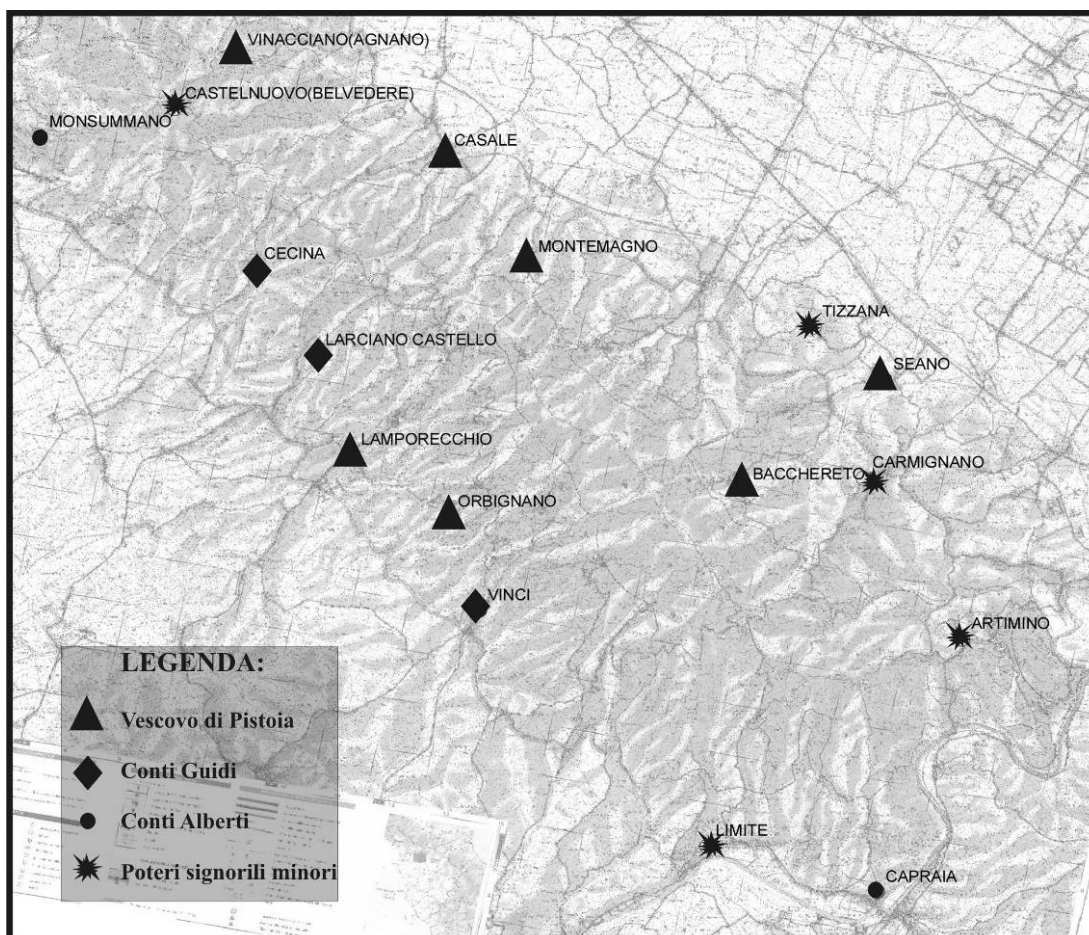 VINACCIANO(AGNANO)
CASTELNUOVO(BELVEDERE)
MONSUMMANO
CASALE
MONTEMAGNO
CECINA
TIZZANA
LARCIANO CASTELLO
SEANO
LAMPORECCHIO
BACCHERETO
CARMIGNANO
ORBIGNANO
VINCI
ARTIMINO
LEGENDA:
Vescovo di Pistoia
Conti Guidi
Conti Alberti
Poteri signorili minori
LIMITE
CAPRAIA